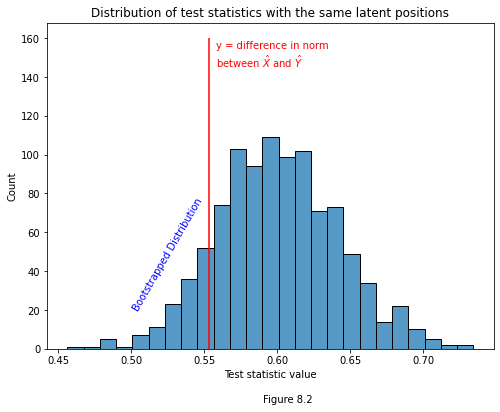 Distribution of test statistics with the same latent positions
160
140
120
100
80
60
40
20
0
Count
y = difference in norm
between X̂ and Ŷ
Bootstrapped Distribution
0.45 0.50 0.55 0.60 0.65 0.70
Test statistic value
Figure 8.2